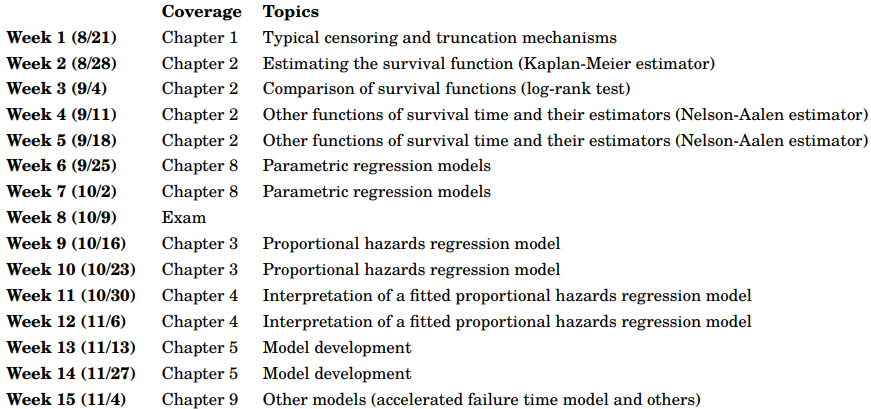 Coverage Topics
Week 1 (8/21) Chapter 1 Typical censoring and truncation mechanisms
Week 2 (8/28) Chapter 2 Estimating the survival function (Kaplan-Meier estimator)
Week 3 (9/4) Chapter 2 Comparison of survival functions (log-rank test)
Week 4 (9/11) Chapter 2 Other functions of survival time and their estimators (Nelson-Aalen estimator)
Week 5 (9/18) Chapter 2 Other functions of survival time and their estimators (Nelson-Aalen estimator)
Week 6 (9/25) Chapter 8 Parametric regression models
Week 7 (10/2) Chapter 8 Parametric regression models
Week 8 (10/9) Exam
Week 9 (10/16) Chapter 3 Proportional hazards regression model
Week 10 (10/23) Chapter 3 Proportional hazards regression model
Week 11 (10/30) Chapter 4 Interpretation of a fitted proportional hazards regression model
Week 12 (11/6) Chapter 4 Interpretation of a fitted proportional hazards regression model
Week 13 (11/13) Chapter 5 Model development
Week 14 (11/27) Chapter 5 Model development
Week 15 (11/4) Chapter 9 Other models (accelerated failure time model and others)